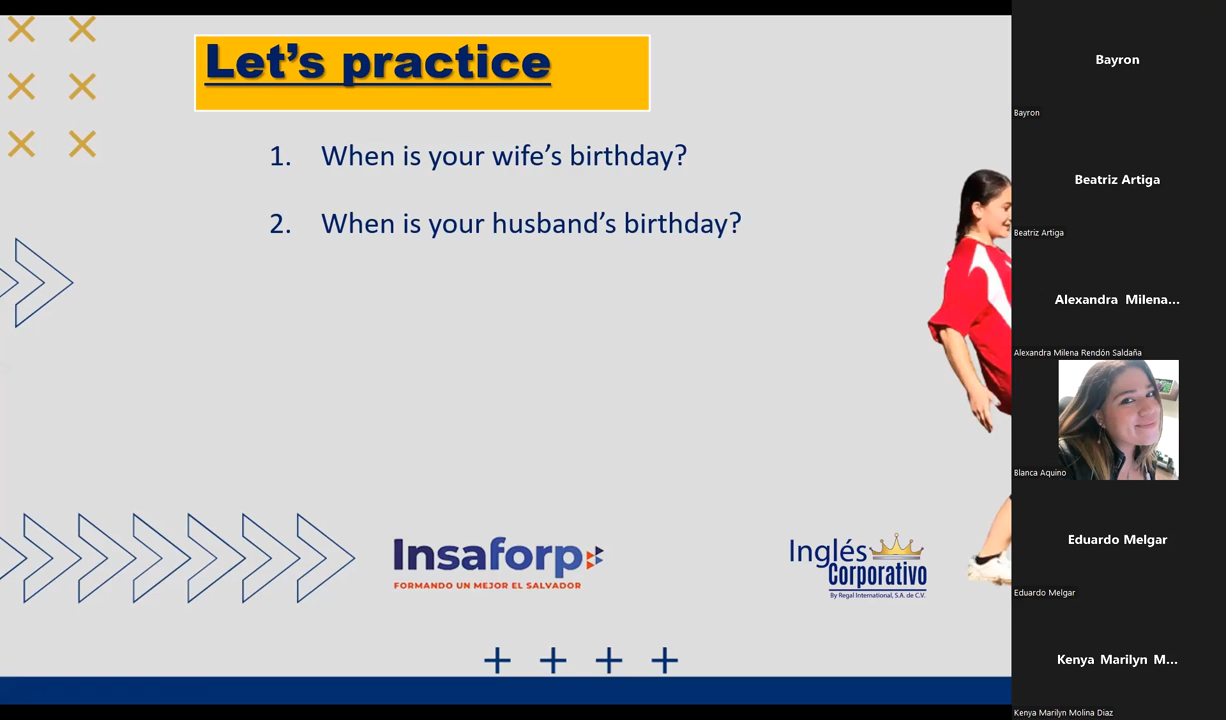 Let's practice
1. When is your wife's birthday?
2. When is your husband's birthday?
Insaforp
FORMANDO UN MEJOR EL SALVADOR
Inglés
Corporativo
By Regal International, S.A. de C.V.
Bayron
Bayron
Beatriz Artiga
Beatriz Artiga
Alexandra Milena...
Alexandra Milena Rendón Saldaña
Blanca Aquino
Eduardo Melgar
Eduardo Melgar
Kenya Marilyn M...
Kenya Marilyn Molina Diaz